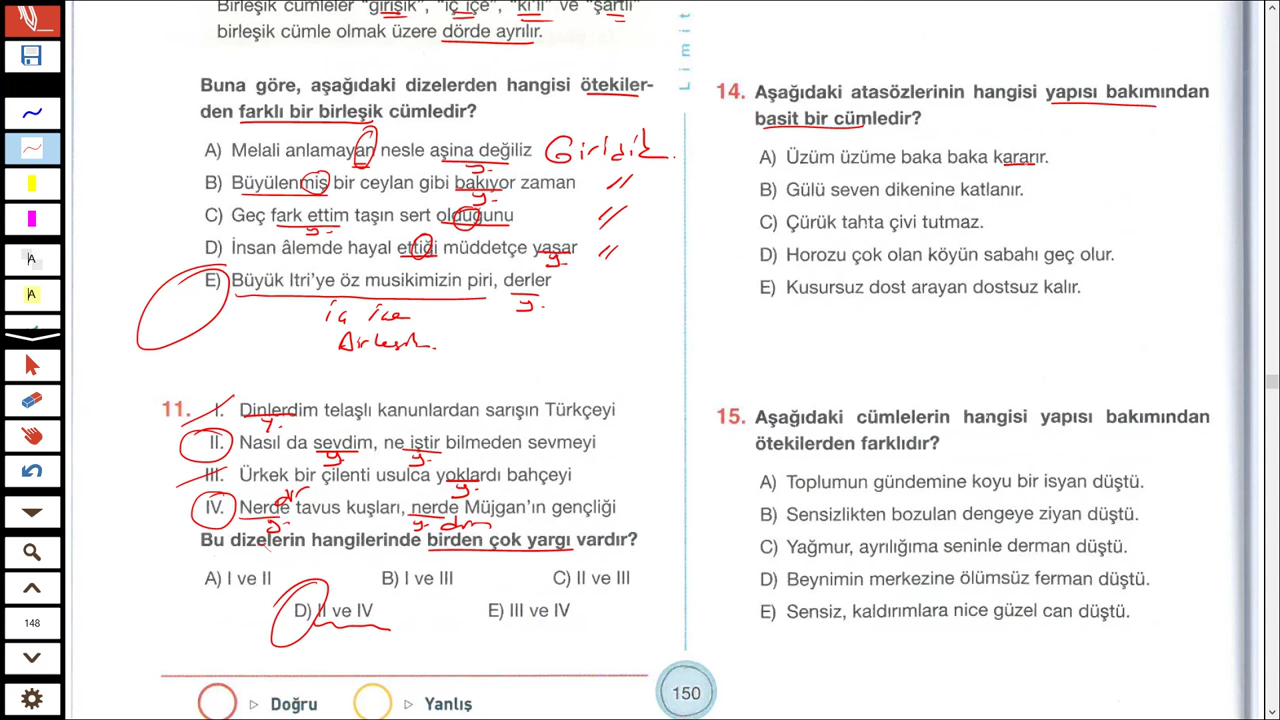 Birleşik cümleler "girişik", "iç içe", "ki'li" ve "şartlı"
birleşik cümle olmak üzere dörde ayrılır.
Buna göre, aşağıdaki dizelerden hangisi ötekiler-
den farklı bir birleşik cümledir?
A) Melali anlamayan nesle aşina değiliz Girişik.
y.
B) Büyülenmiş bir ceylan gibi bakıyor zaman "
y.
C) Geç fark ettim taşın sert olduğunu "
y.
D) İnsan âlemde hayal ettiği müddetçe yaşar "
y.
E) Büyük Itri'ye öz musikimizin piri, derler
y.
iç içe
Birleşik.
11. I. Dinlerdim telaşlı kanunlardan sarışın Türkçeyi
y.
II. Nasıl da sevdim, ne iştir bilmeden sevmeyi
y. y.
III. Ürkek bir çilenti usulca yoklardı bahçeyi
y.
dir
IV. Nerde tavus kuşları, nerde Müjgan'ın gençliği
y. y. dir
Bu dizelerin hangilerinde birden çok yargı vardır?
A) I ve II B) I ve III C) II ve III
D) II ve IV E) III ve IV
Doğru Yanlış
Limit
150
14. Aşağıdaki atasözlerinin hangisi yapısı bakımından
basit bir cümledir?
A) Üzüm üzüme baka baka kararır.
B) Gülü seven dikenine katlanır.
C) Çürük tahta çivi tutmaz.
D) Horozu çok olan köyün sabahı geç olur.
E) Kusursuz dost arayan dostsuz kalır.
15. Aşağıdaki cümlelerin hangisi yapısı bakımından
ötekilerden farklıdır?
A) Toplumun gündemine koyu bir isyan düştü.
B) Sensizlikten bozulan dengeye ziyan düştü.
C) Yağmur, ayrılığıma seninle derman düştü.
D) Beynimin merkezine ölümsüz ferman düştü.
E) Sensiz, kaldırımlara nice güzel can düştü.
A
A
148